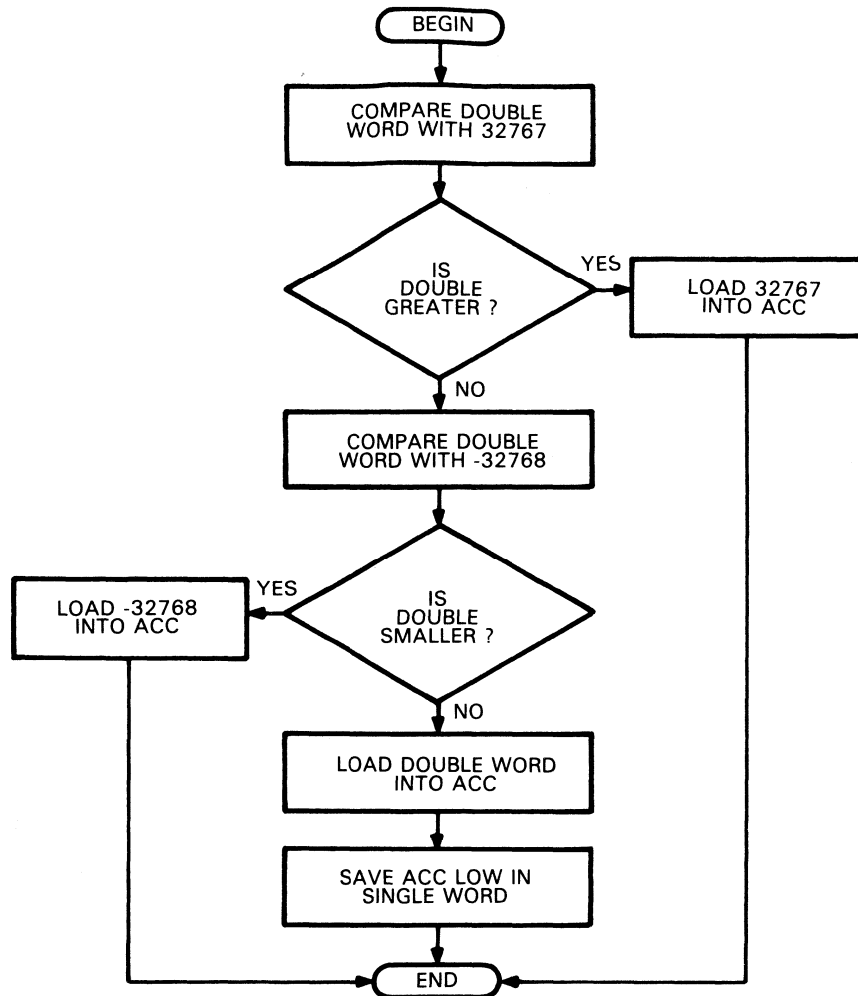 BEGIN
COMPARE DOUBLE
WORD WITH 32767
IS
DOUBLE
GREATER ?
YES
LOAD 32767
INTO ACC
NO
COMPARE DOUBLE
WORD WITH -32768
IS
DOUBLE
SMALLER ?
YES
LOAD -32768
INTO ACC
NO
LOAD DOUBLE WORD
INTO ACC
SAVE ACC LOW IN
SINGLE WORD
END